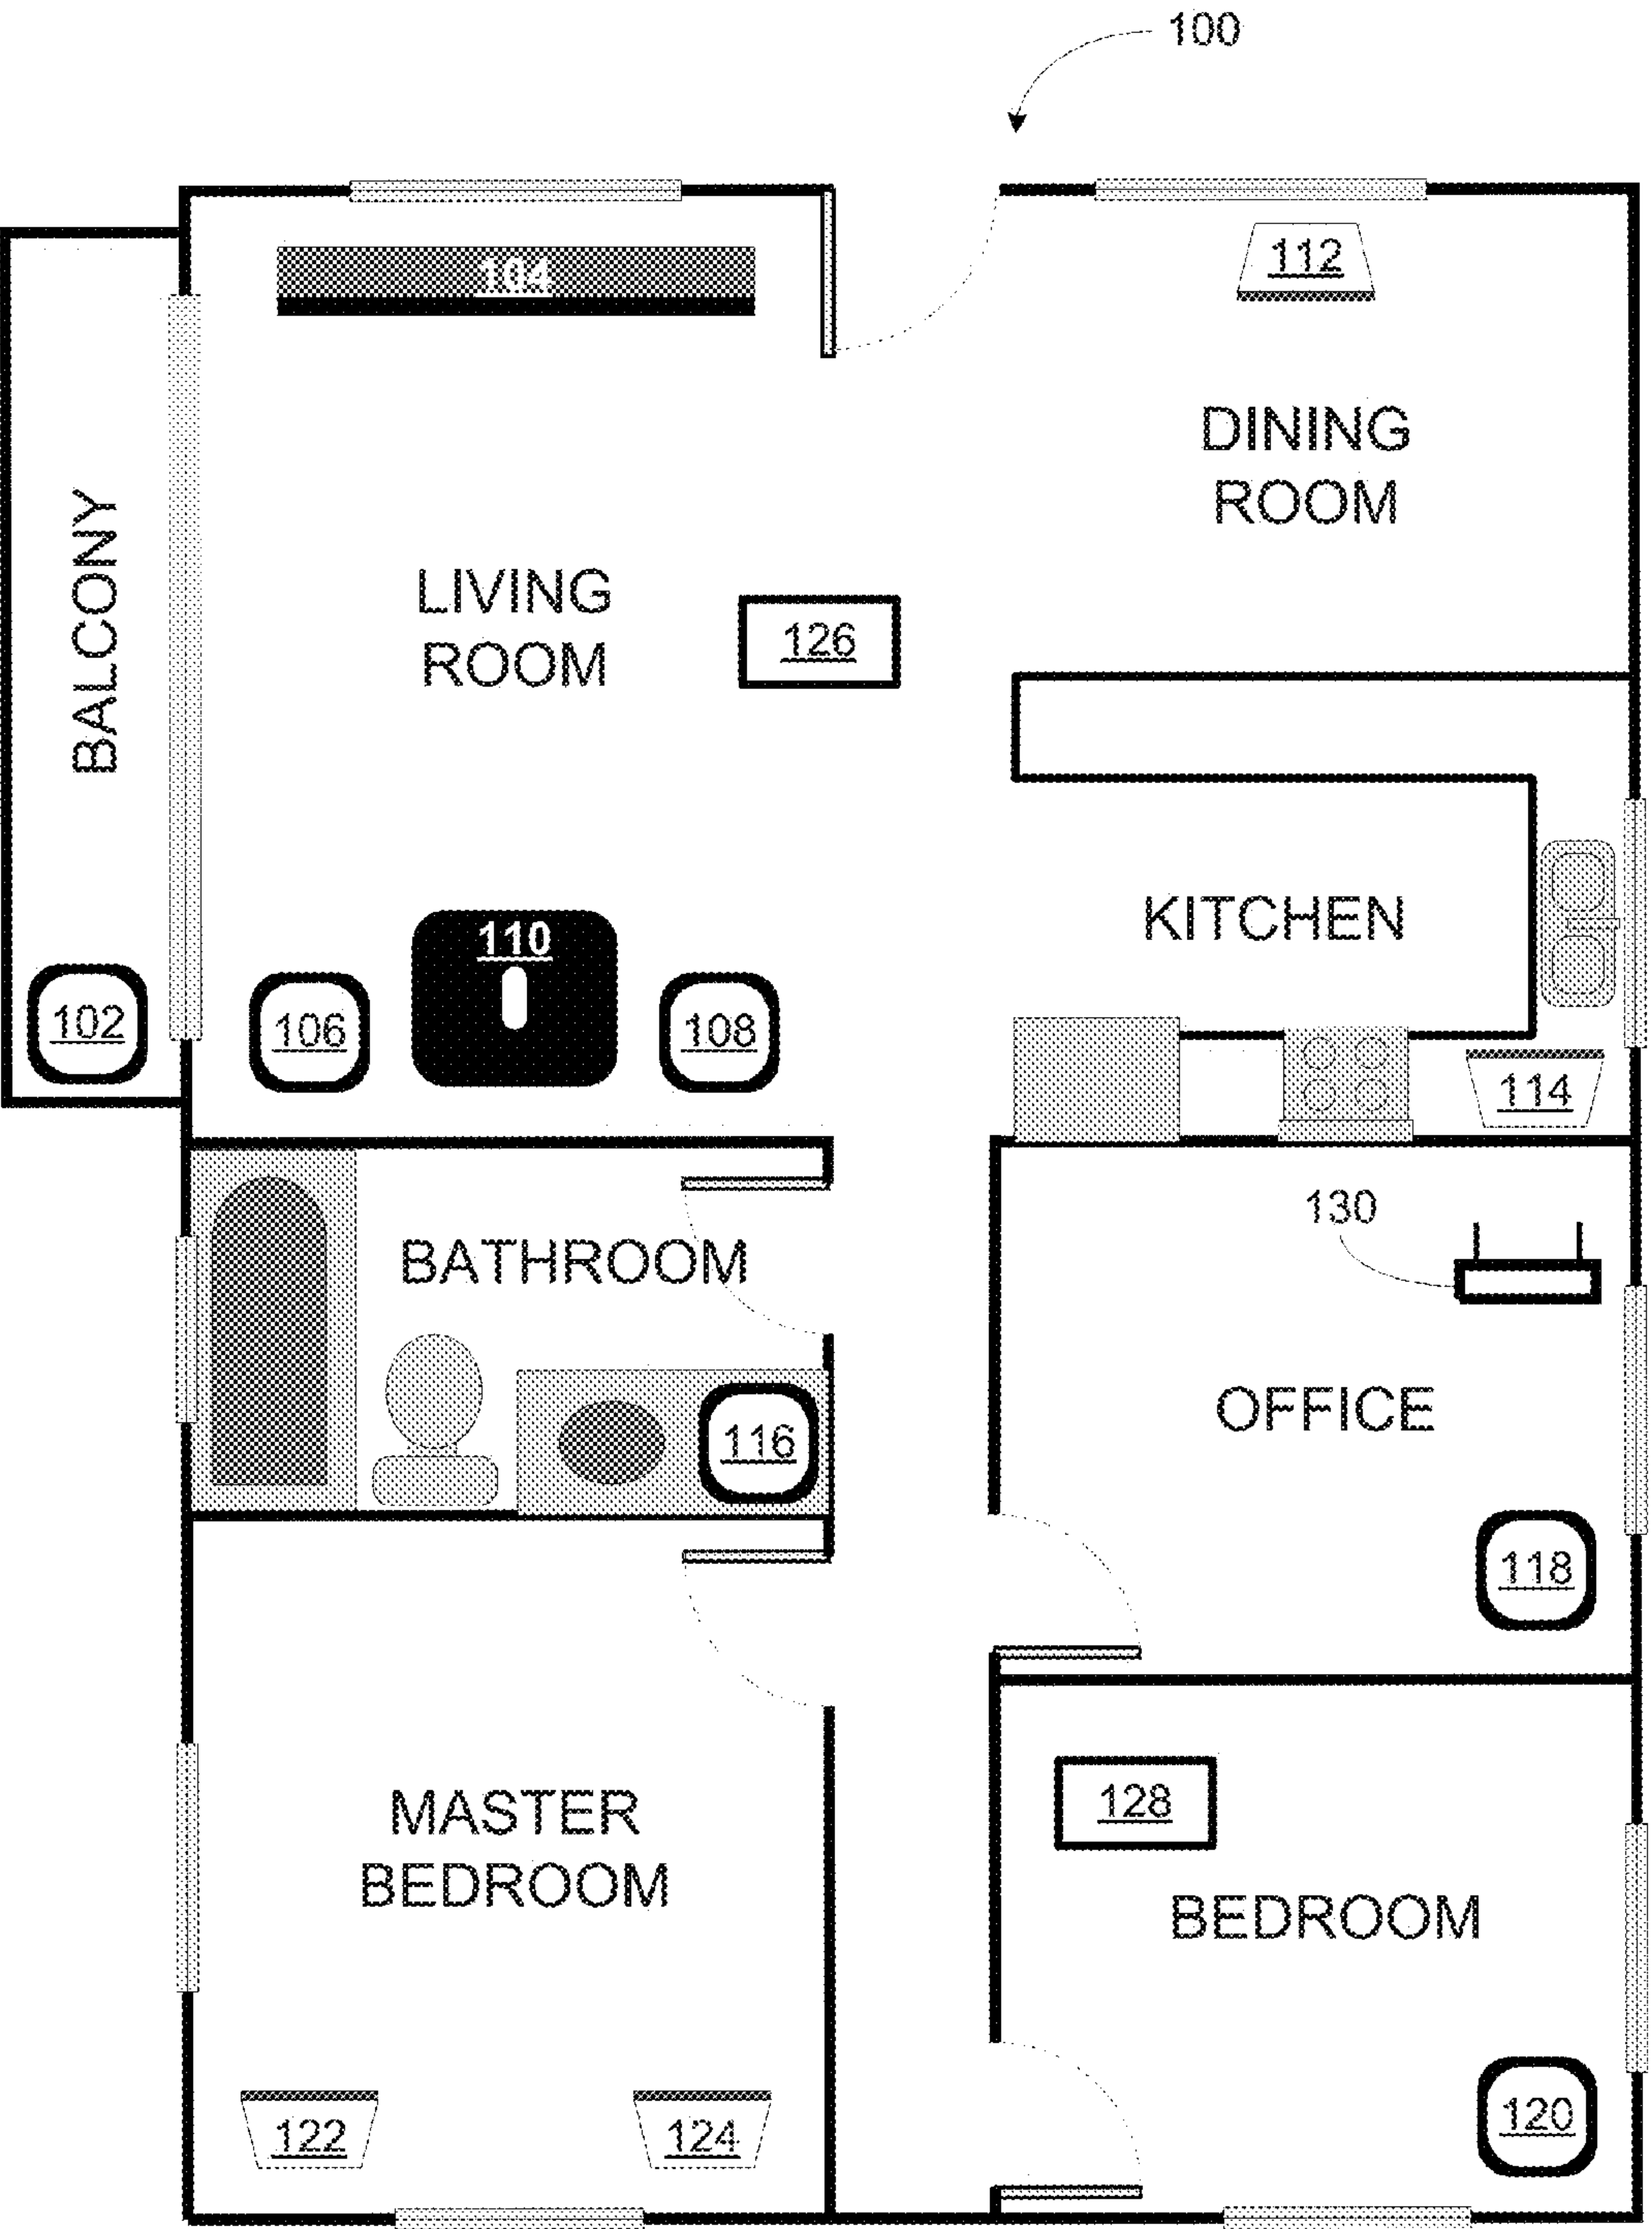 100
104
112
DINING
ROOM
BALCONY
LIVING
ROOM
126
KITCHEN
110
102
106
108
114
130
BATHROOM
OFFICE
116
118
128
MASTER
BEDROOM
BEDROOM
120
122
124